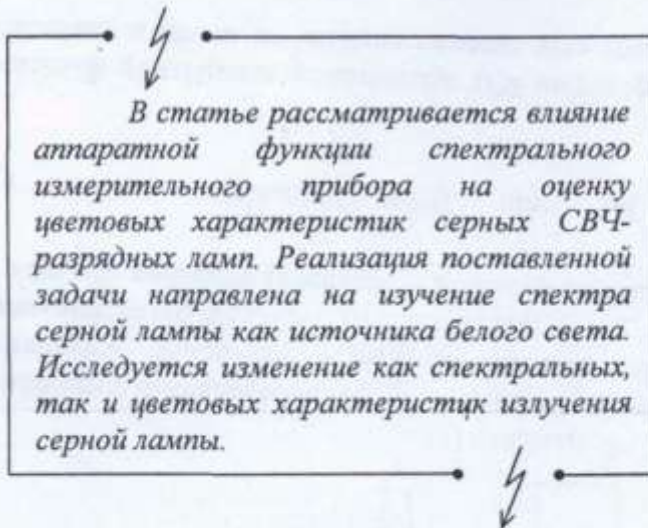 В статье рассматривается влияние
аппаратной функции спектрального
измерительного прибора на оценку
цветовых характеристик серных СВЧ-
разрядных ламп. Реализация поставленной
задачи направлена на изучение спектра
серной лампы как источника белого света.
Исследуется изменение как спектральных,
так и цветовых характеристик излучения
серной лампы.